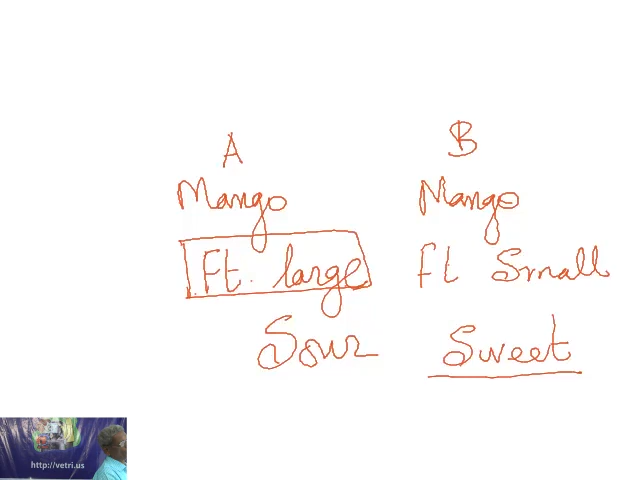 A
Mango
Ft. large
Sour
B
Mango
ft Small
Sweet
http://vetri.us